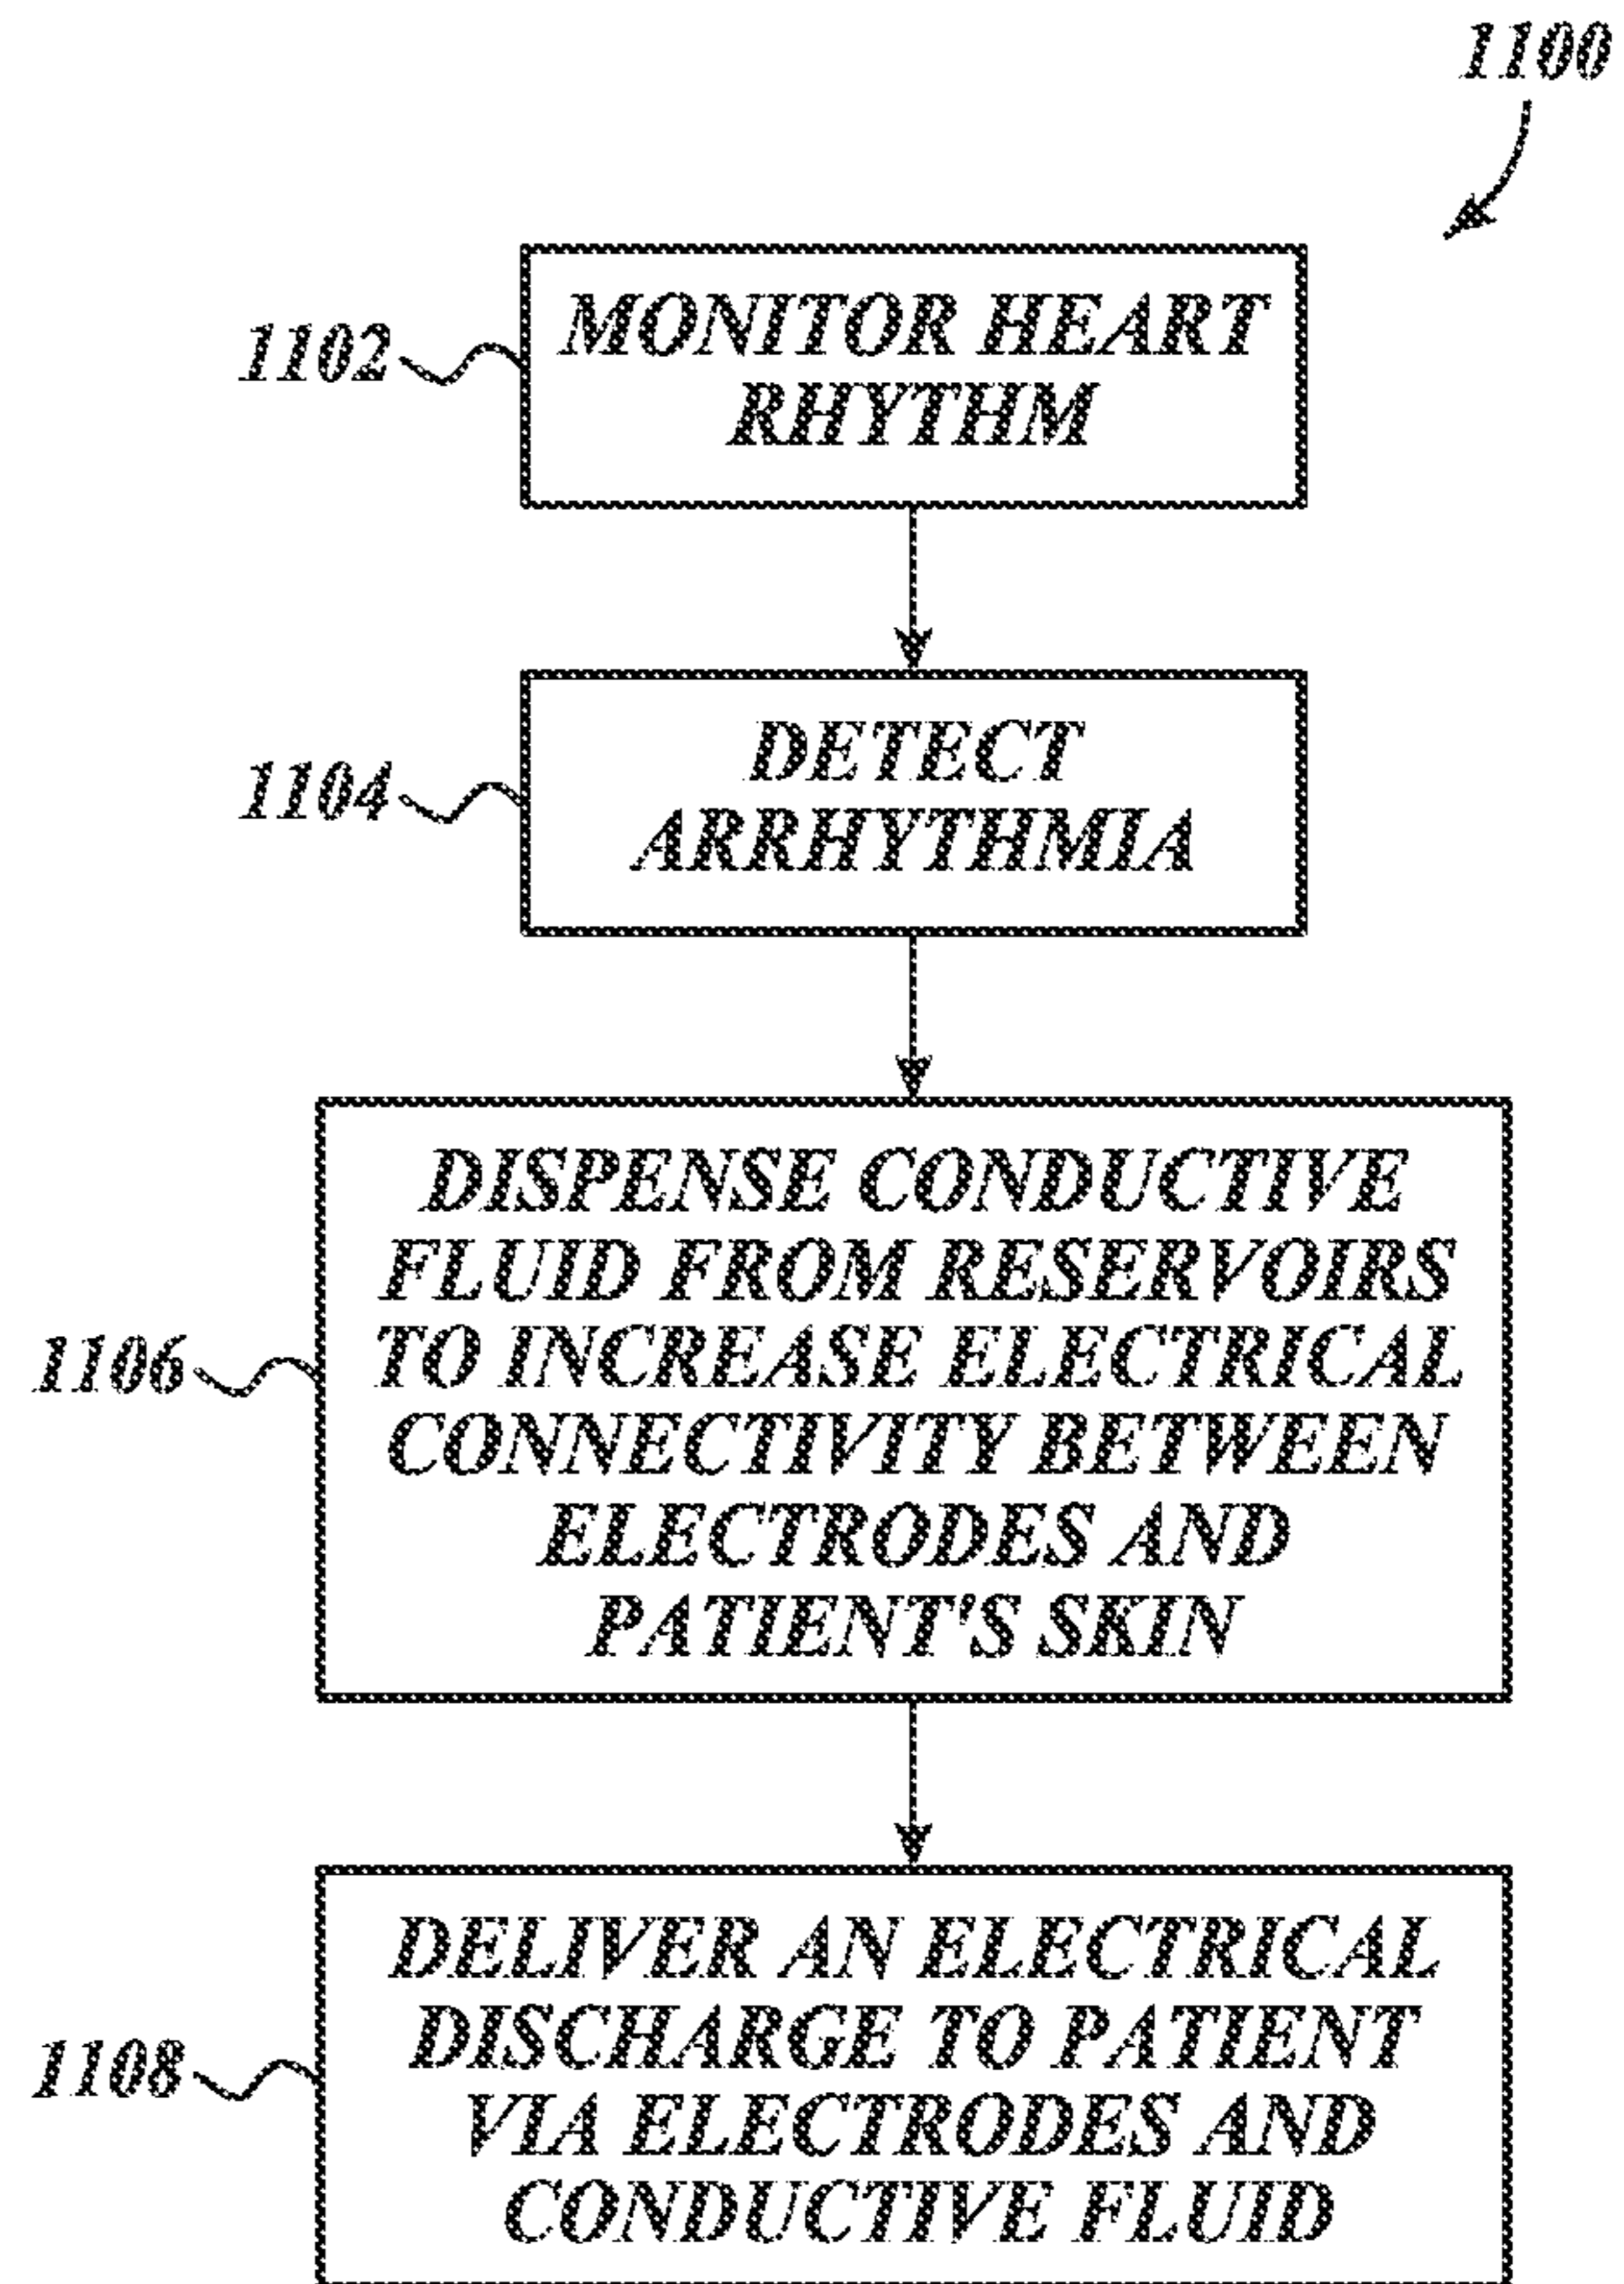 1100
1102
MONITOR HEART
RHYTHM
1104
DETECT
ARRHYTHMIA
1106
DISPENSE CONDUCTIVE
FLUID FROM RESERVOIRS
TO INCREASE ELECTRICAL
CONNECTIVITY BETWEEN
ELECTRODES AND
PATIENT'S SKIN
1108
DELIVER AN ELECTRICAL
DISCHARGE TO PATIENT
VIA ELECTRODES AND
CONDUCTIVE FLUID